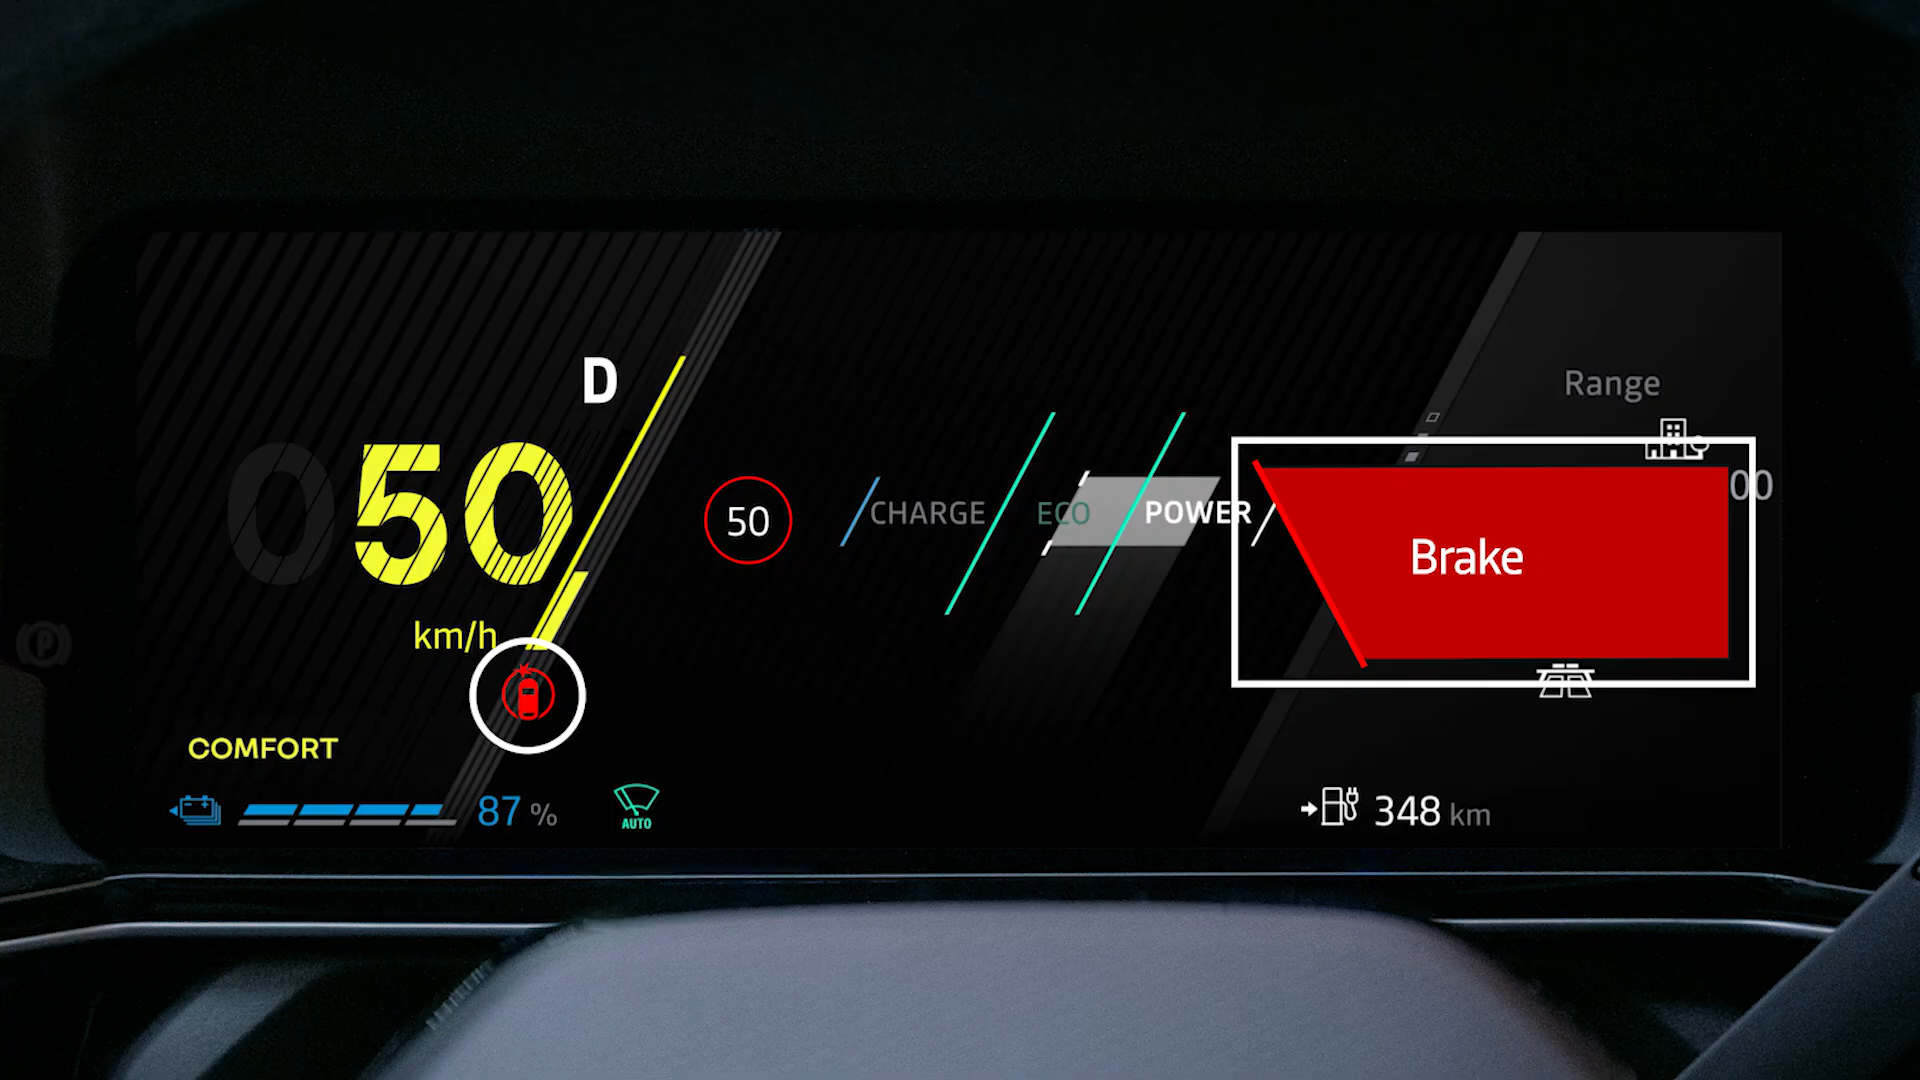 D
050
km/h
50
CHARGE
ECO
POWER
Range
00
Brake
COMFORT
87 %
AUTO
348 km
P